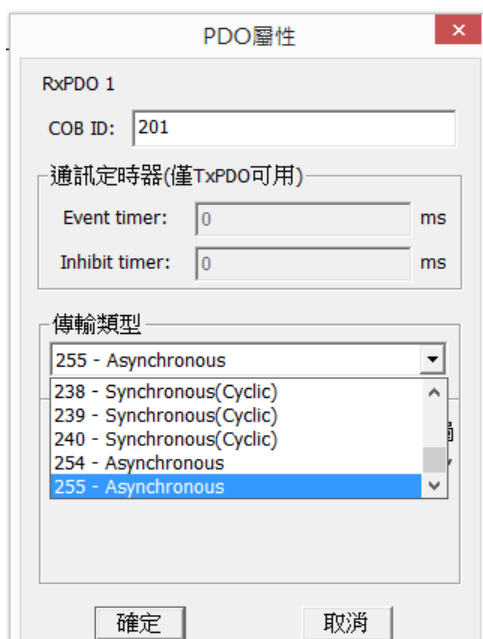 PDO屬性
RxPDO 1
COB ID: 201
通訊定時器(僅TxPDO可用)
Event timer: 0 ms
Inhibit timer: 0 ms
傳輸類型
255 - Asynchronous
238 - Synchronous(Cyclic)
239 - Synchronous(Cyclic)
240 - Synchronous(Cyclic)
254 - Asynchronous
255 - Asynchronous
確定 取消